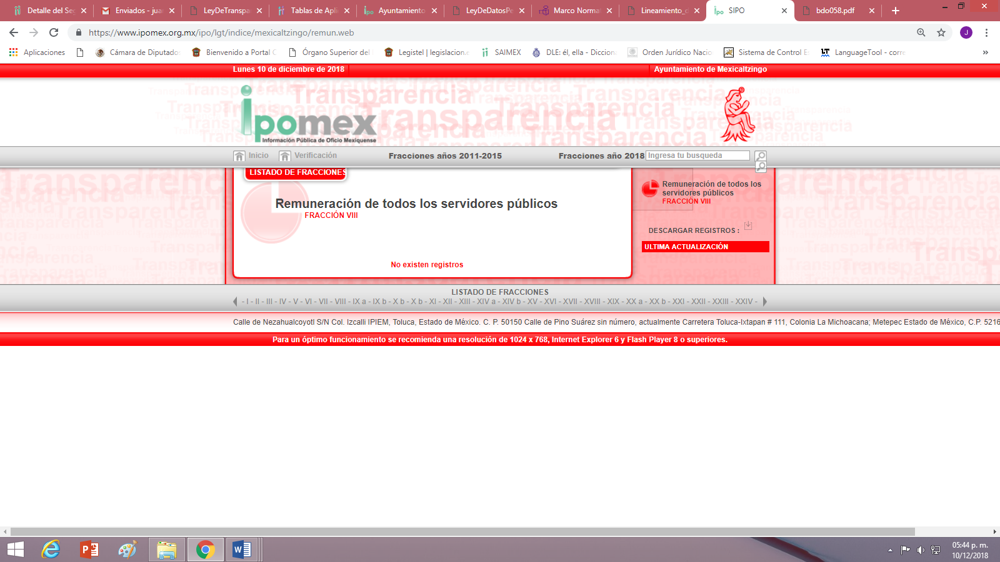 Detalle del Seg
Enviados - juar
LeyDeTranspa
Tablas de Apli
Ayuntamiento
LeyDeDatosPe
Marco Normat
Lineamiento_d
SIPO
bdo058.pdf
https://www.ipomex.org.mx/ipo/lgt/indice/mexicaltzingo/remun.web
J
Aplicaciones
Cámara de Diputados
Bienvenido a Portal C
Órgano Superior del
Legistel | legislacion.e
SAIMEX
DLE: él, ella - Diccion
Orden Jurídico Nacio
Sistema de Control E
LanguageTool - corre
»
Lunes 10 de diciembre de 2018
Ayuntamiento de Mexicaltzingo
Transparencia
ipomex
Información Pública de Oficio Mexiquense
Inicio
Verificación
Fracciones años 2011-2015
Fracciones año 2018
Ingresa tu busqueda
LISTADO DE FRACCIONES
Remuneración de todos los servidores públicos
FRACCIÓN VIII
No existen registros
Remuneración de todos los
servidores públicos
FRACCIÓN VIII
DESCARGAR REGISTROS :
ULTIMA ACTUALIZACIÓN
LISTADO DE FRACCIONES
- I - II - III - IV - V - VI - VII - VIII - IX a - IX b - X b - X b - XI - XII - XIII - XIV a - XIV b - XV - XVI - XVII - XVIII - XIX - XX a - XX b - XXI - XXII - XXIII - XXIV -
Calle de Nezahualcoyotl S/N Col. Izcalli IPIEM, Toluca, Estado de México. C. P. 50150 Calle de Pino Suárez sin número, actualmente Carretera Toluca-Ixtapan # 111, Colonia La Michoacana; Metepec Estado de México, C.P. 5216
Para un óptimo funcionamiento se recomienda una resolución de 1024 x 768, Internet Explorer 6 y Flash Player 8 o superiores.
05:44 p. m.
10/12/2018